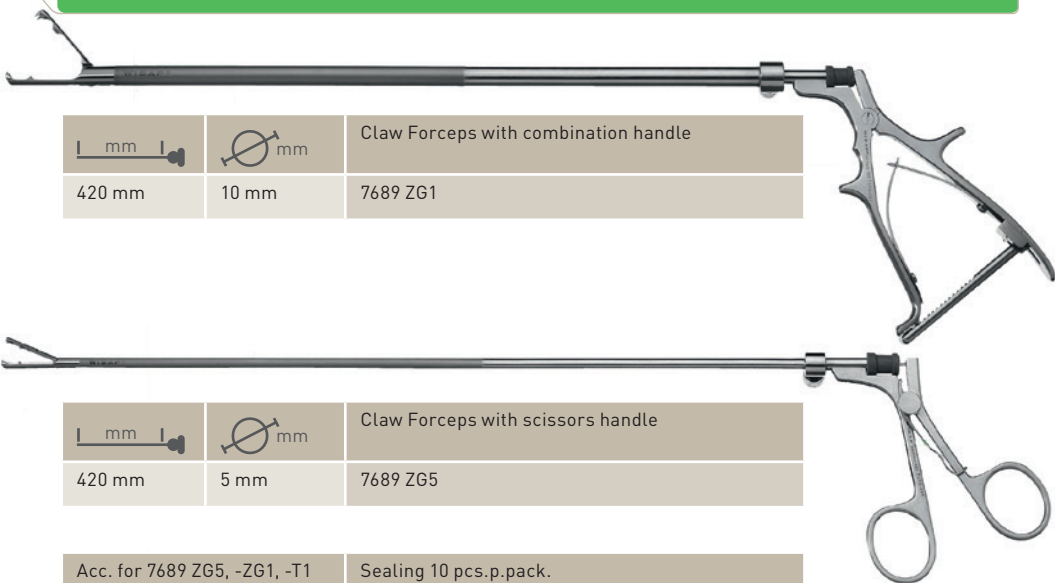 mm
mm
Claw Forceps with combination handle
420 mm
10 mm
7689 ZG1
mm
mm
Claw Forceps with scissors handle
420 mm
5 mm
7689 ZG5
Acc. for 7689 ZG5, -ZG1, -T1
Sealing 10 pcs.p.pack.